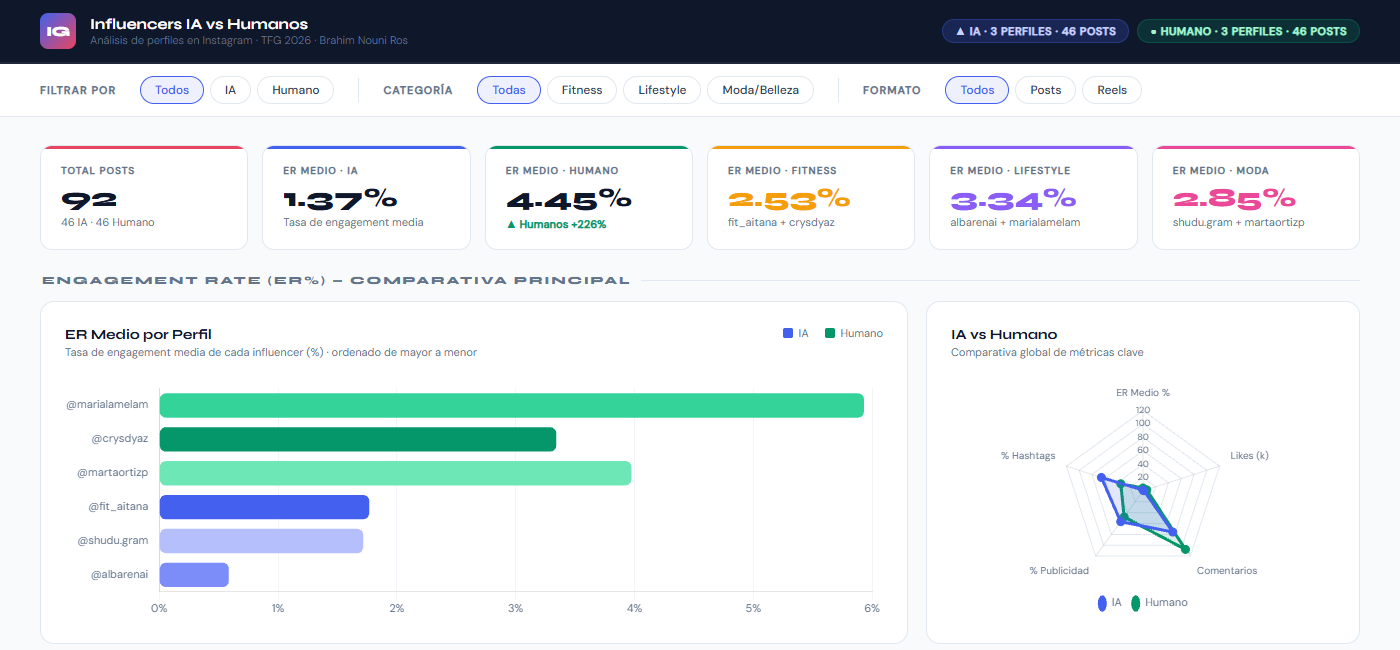 IG
Influencers IA vs Humanos
Análisis de perfiles en Instagram · TFG 2026 · Brahim Nouni Ros
▲ IA · 3 PERFILES · 46 POSTS
● HUMANO · 3 PERFILES · 46 POSTS
FILTRAR POR Todos IA Humano CATEGORÍA Todas Fitness Lifestyle Moda/Belleza FORMATO Todos Posts Reels
TOTAL POSTS
92
46 IA · 46 Humano
ER MEDIO · IA
1.37%
Tasa de engagement media
ER MEDIO · HUMANO
4.45%
▲ Humanos +226%
ER MEDIO · FITNESS
2.53%
fit_aitana + crysdyaz
ER MEDIO · LIFESTYLE
3.34%
albarenai + marialamelam
ER MEDIO · MODA
2.85%
shudu.gram + martaortizp
ENGAGEMENT RATE (ER%) – COMPARATIVA PRINCIPAL
ER Medio por Perfil
Tasa de engagement media de cada influencer (%) · ordenado de mayor a menor
IA Humano
@marialamelam
@crysdyaz
@martaortizp
@fit_aitana
@shudu.gram
@albarenai
0% 1% 2% 3% 4% 5% 6%
IA vs Humano
Comparativa global de métricas clave
ER Medio %
120
100
80
60
40
20
% Hashtags
Likes (k)
% Publicidad
Comentarios
IA Humano